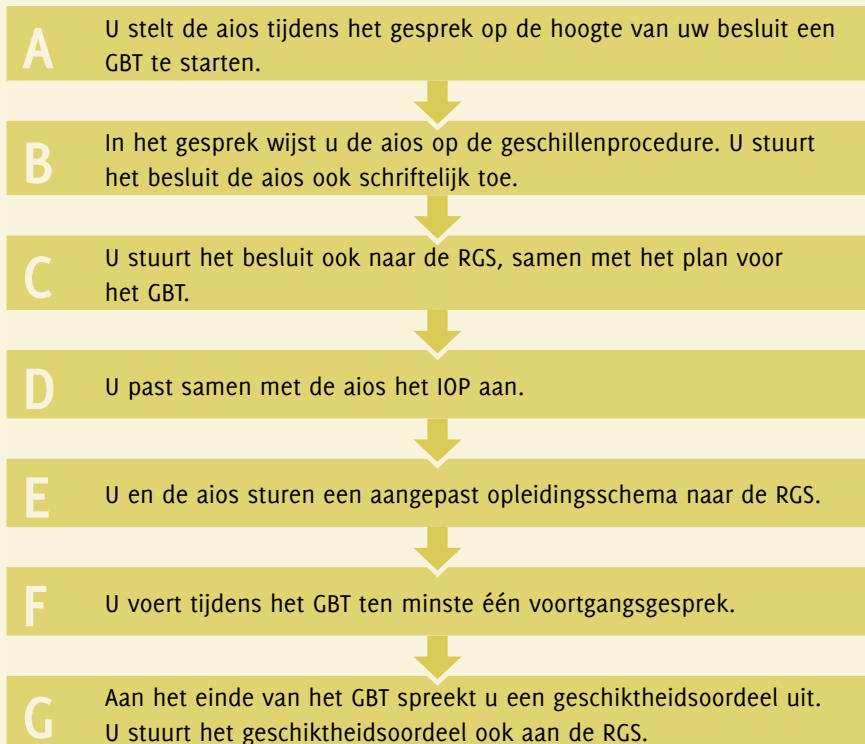 A
U stelt de aios tijdens het gesprek op de hoogte van uw besluit een
GBT te starten.
B
In het gesprek wijst u de aios op de geschillenprocedure. U stuurt
het besluit de aios ook schriftelijk toe.
C
U stuurt het besluit ook naar de RGS, samen met het plan voor
het GBT.
D
U past samen met de aios het IOP aan.
E
U en de aios sturen een aangepast opleidingsschema naar de RGS.
F
U voert tijdens het GBT ten minste één voortgangsgesprek.
G
Aan het einde van het GBT spreekt u een geschiktheidsoordeel uit.
U stuurt het geschiktheidsoordeel ook aan de RGS.